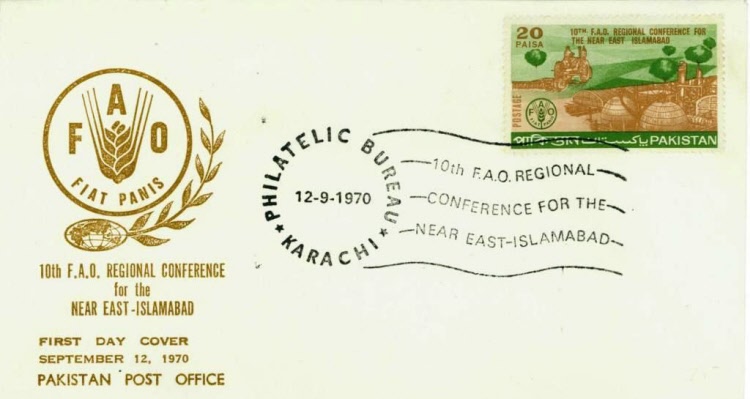 F A O
FIAT PANIS
10th F.A.O. REGIONAL CONFERENCE
for the
NEAR EAST-ISLAMABAD
FIRST DAY COVER
SEPTEMBER 12, 1970
PAKISTAN POST OFFICE
PHILATELIC BUREAU
12-9-1970
★ KARACHI ★
10th F.A.O. REGIONAL
CONFERENCE FOR THE
NEAR EAST-ISLAMABAD
20
PAISA
10TH. F.A.O. REGIONAL CONFERENCE FOR
THE NEAR EAST ISLAMABAD
POSTAGE
F A O
পাকিস্তান پاکستان PAKISTAN